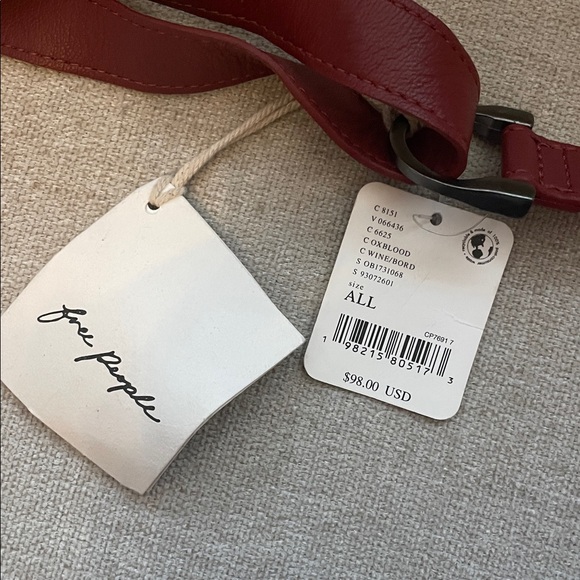 free people
C 8151
V 066436
C 6625
C OXBLOOD
C WINE/BORD
S OB1731068
S 93072601
size
ALL
CP7691 7
1 98215 80517 3
$98.00 USD